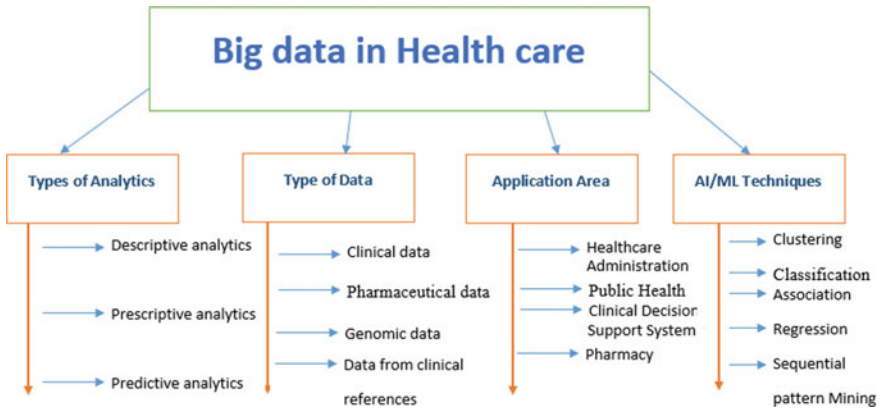 Big data in Health care
Types of Analytics
Descriptive analytics
Prescriptive analytics
Predictive analytics
Type of Data
Clinical data
Pharmaceutical data
Genomic data
Data from clinical
references
Application Area
Healthcare
Administration
Public Health
Clinical Decision
Support System
Pharmacy
AI/ML Techniques
Clustering
Classification
Association
Regression
Sequential
pattern Mining